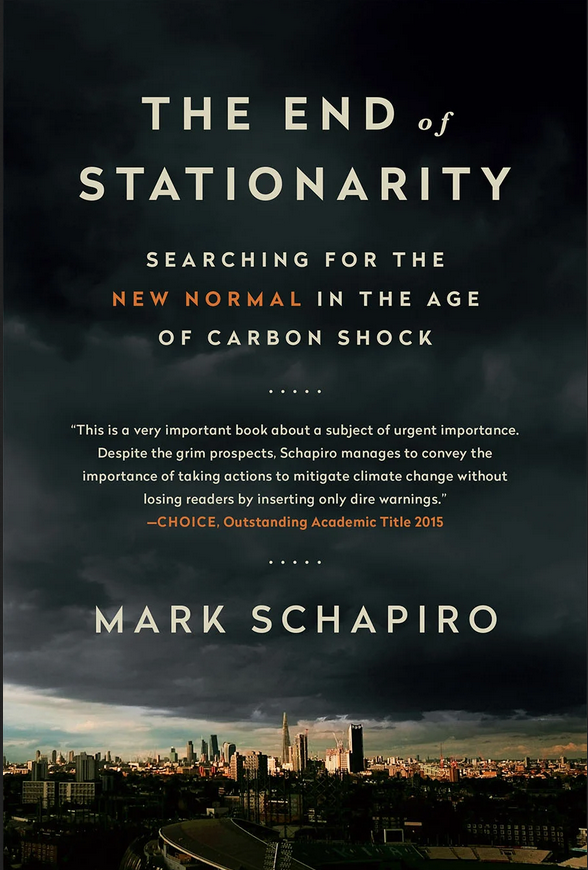 THE END of
STATIONARITY
SEARCHING FOR THE
NEW NORMAL IN THE AGE
OF CARBON SHOCK
“This is a very important book about a subject of urgent importance.
Despite the grim prospects, Schapiro manages to convey the
importance of taking actions to mitigate climate change without
losing readers by inserting only dire warnings.”
—CHOICE, Outstanding Academic Title 2015
MARK SCHAPIRO